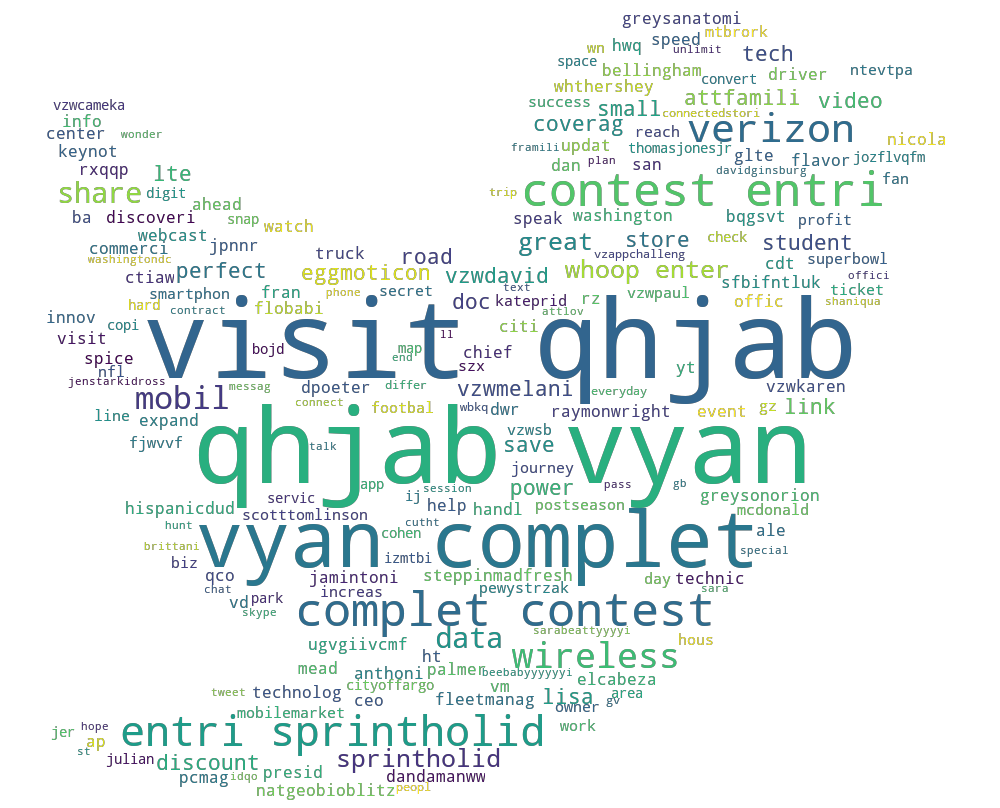 greysanatomi
mtbrork
wn hwq speed unlimit tech
space bellingham convert driver ntevtpa
whthershey
success small connectedstori attfamili video
vzwcameka
info
center wonder
coverag reach verizon nicola
keynot
framili updat thomasjonesjr glte flavor jozflvqfm
rxqqp lte
dan plan san davidginsburg fan
share digit
trip contest entri
ahead
ba discoveri snap watch
speak washington bqgsvt profit
webcast
commerci jpnnr truck road great store check student
washingtondc vzappchalleng superbowl
ctiaw perfect eggmoticon vzwdavid whoop enter cdt offici
smartphon fran phone secret text sfbifntluk ticket
hard contract flobabi doc kateprid rz vzwpaul offic shaniqua
innov copi visit qhjab citi attlov
visit bojd map ll chief yt
spice end szx
nfl
jenstarkidross messag dpoeter differ vzwmelani everyday vzwkaren
mobil connect footbal wbkq dwr raymonwright event gz link
line expand
fjwvvf qhjab vyan vzwsb save
talk
journey
app session ij power pass gb greysonorion
hispanicdud servic help handl postseason mcdonald
scotttomlinson cutht
hunt vyan complet cohen ale
brittani izmtbi special
biz
qco jamintoni steppinmadfresh day technic
chat increas pewystrzak sara
vd park
skype complet contest
sarabeattyyyyi
ugvgiivcmf data hous
mead ht wireless
anthoni palmer beebabyyyyyyi elcabeza
cityoffargo vm
tweet technolog ceo fleetmanag lisa area
owner gv
jer hope mobilemarket work
ap entri sprintholid
st
julian discount sprintholid
pcmag idqo presid dandamanww
natgeobioblitz peopl